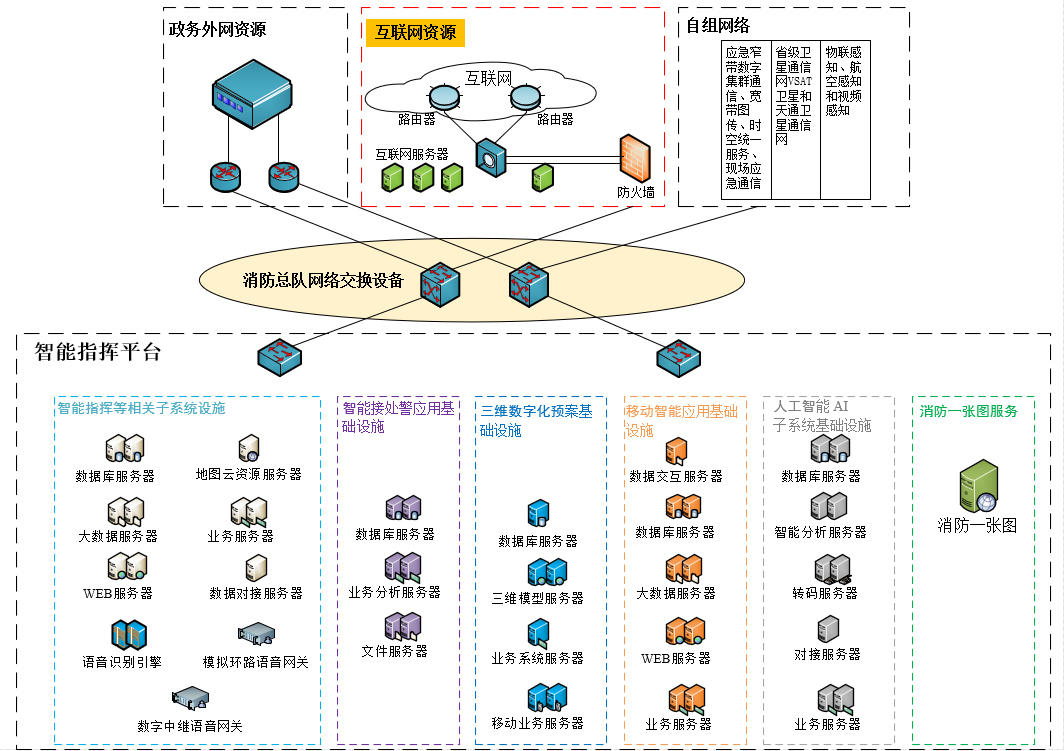 政务外网资源
互联网资源
自组网络
互联网
路由器
路由器
互联网服务器
防火墙
应急窄
带数字
集群通
信、宽
带图
传、时
空统一
服务、
现场应
急通信
省级卫
星通信
网VSAT
卫星和
天通卫
星通信
网
物联感
知、航
空感知
和视频
感知
消防总队网络交换设备
智能指挥平台
智能指挥等相关子系统设施
数据库服务器
地图云资源服务器
大数据服务器
业务服务器
WEB服务器
数据对接服务器
语音识别引擎
模拟环路语音网关
数字中继语音网关
智能接处警应用基
础设施
数据库服务器
业务分析服务器
文件服务器
三维数字化预案基
础设施
数据库服务器
三维模型服务器
业务系统服务器
移动业务服务器
移动智能应用基础
设施
数据交互服务器
数据库服务器
大数据服务器
WEB服务器
业务服务器
人工智能 AI
子系统基础设施
数据库服务器
智能分析服务器
转码服务器
对接服务器
业务服务器
消防一张图服务
消防一张图